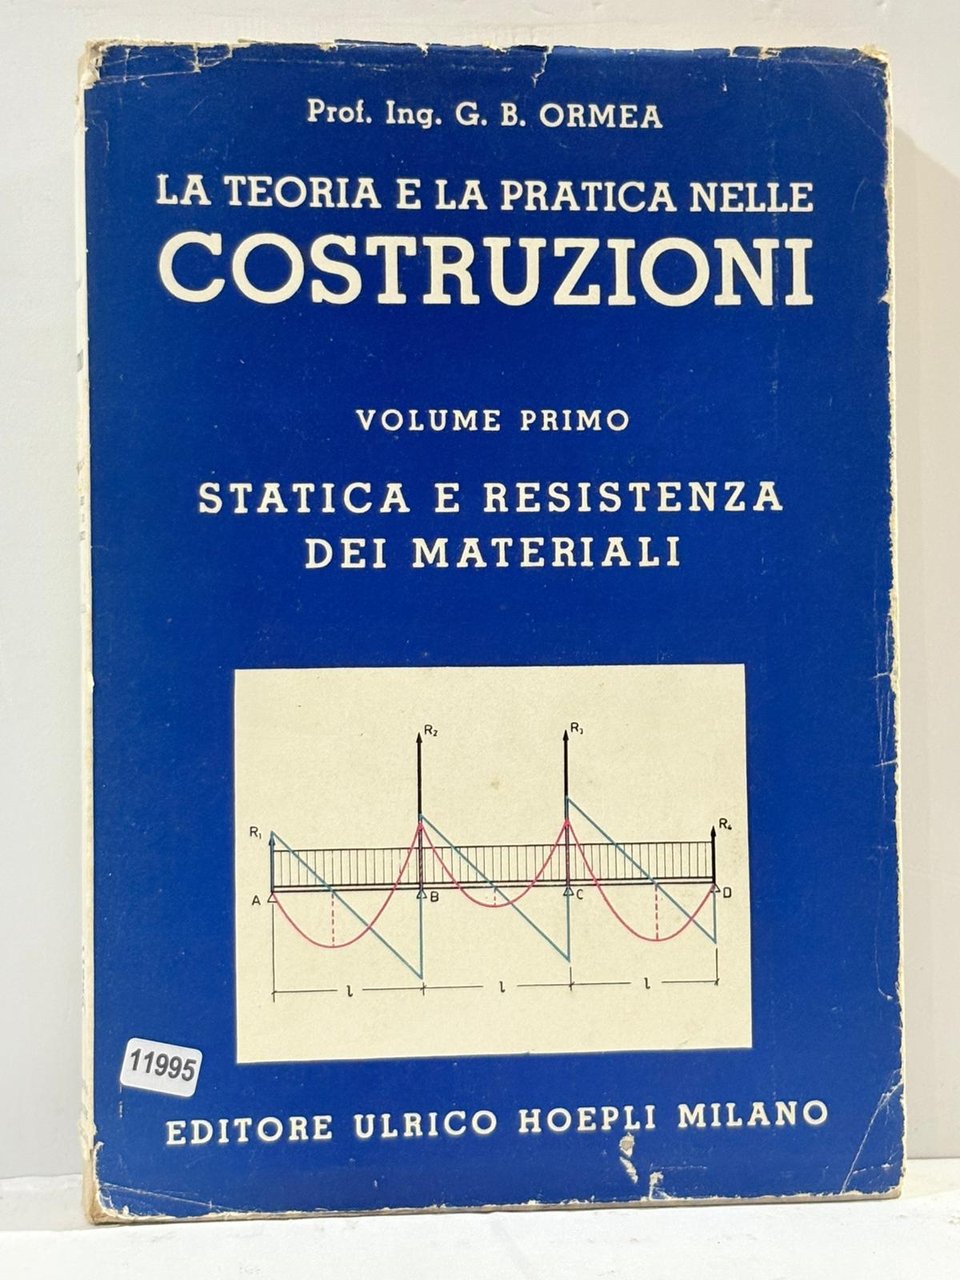 Prof. Ing. G. B. ORMEA
LA TEORIA E LA PRATICA NELLE
COSTRUZIONI
VOLUME PRIMO
STATICA E RESISTENZA
DEI MATERIALI
R₂ R₃
R₁ R₄
A B C D
l l l
11995
EDITORE ULRICO HOEPLI MILANO